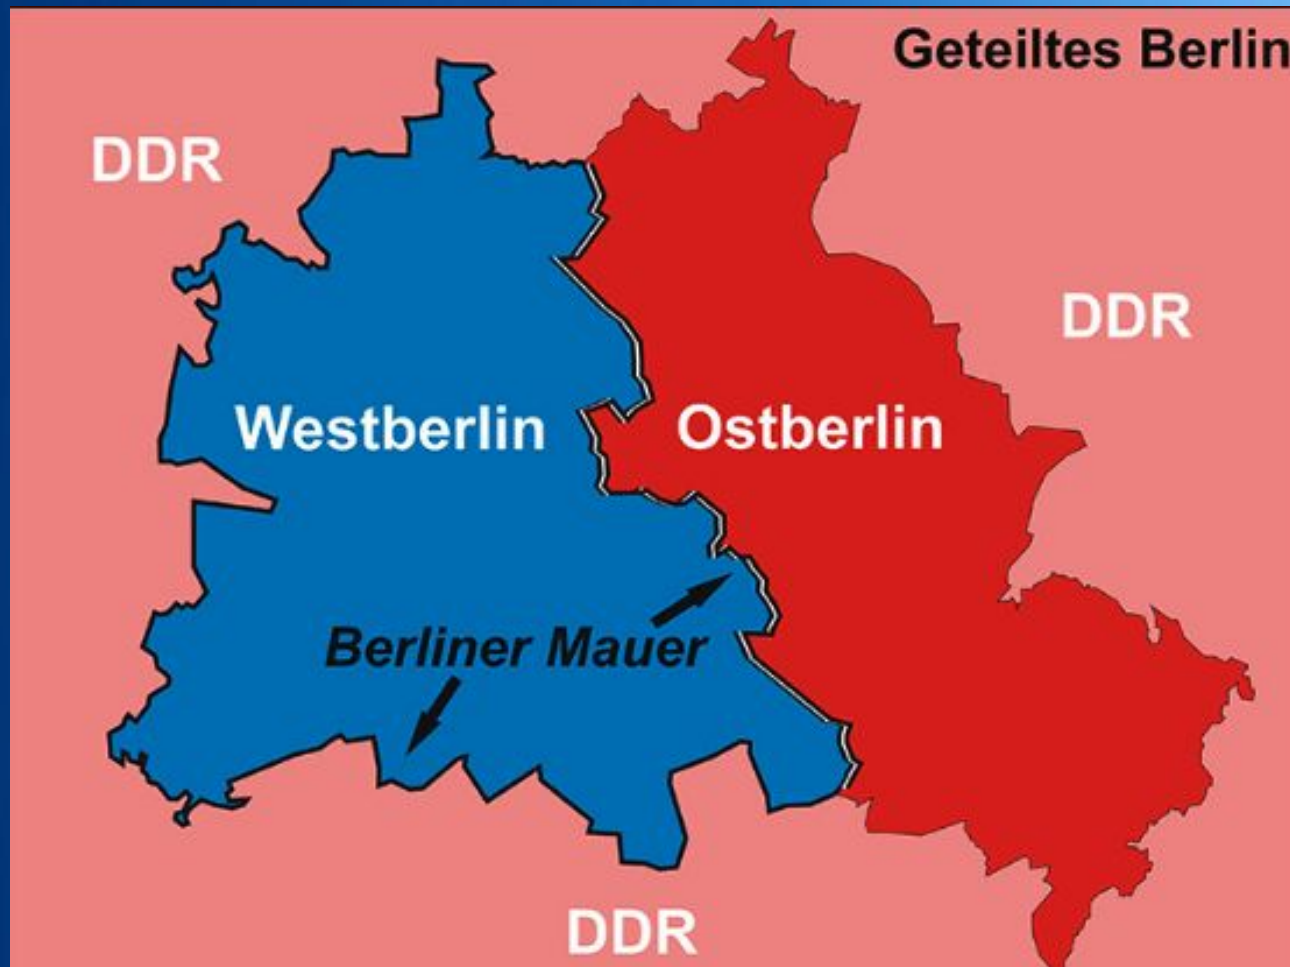 Geteiltes Berlin
DDR
DDR
Westberlin
Ostberlin
Berliner Mauer
DDR